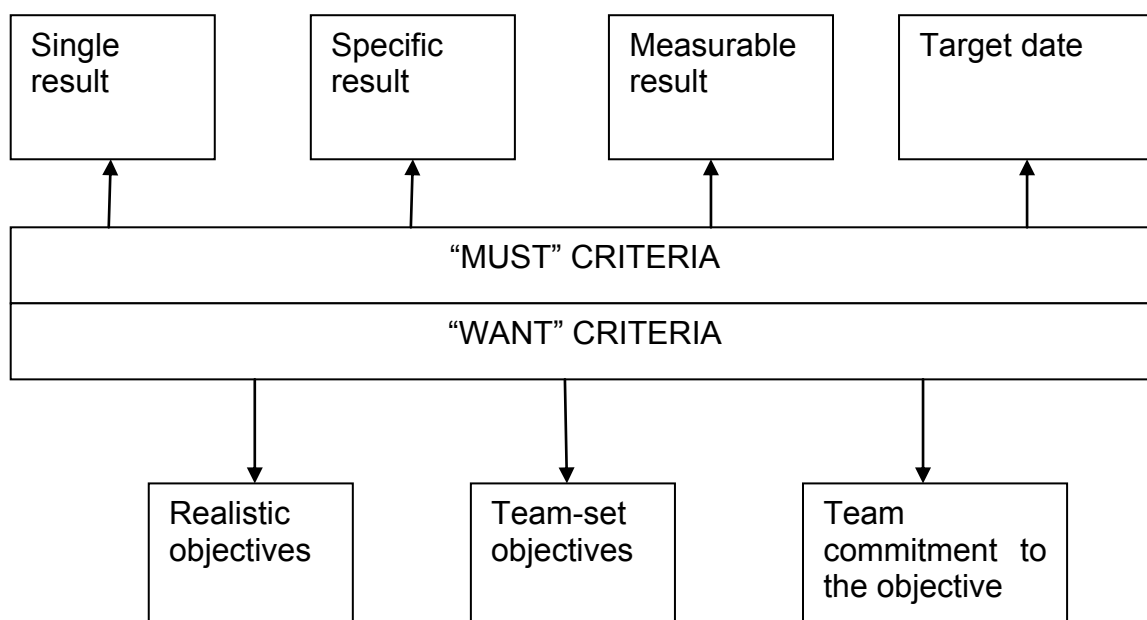 Single
result
Specific
result
Measurable
result
Target date
“MUST” CRITERIA
“WANT” CRITERIA
Realistic
objectives
Team-set
objectives
Team
commitment to
the objective